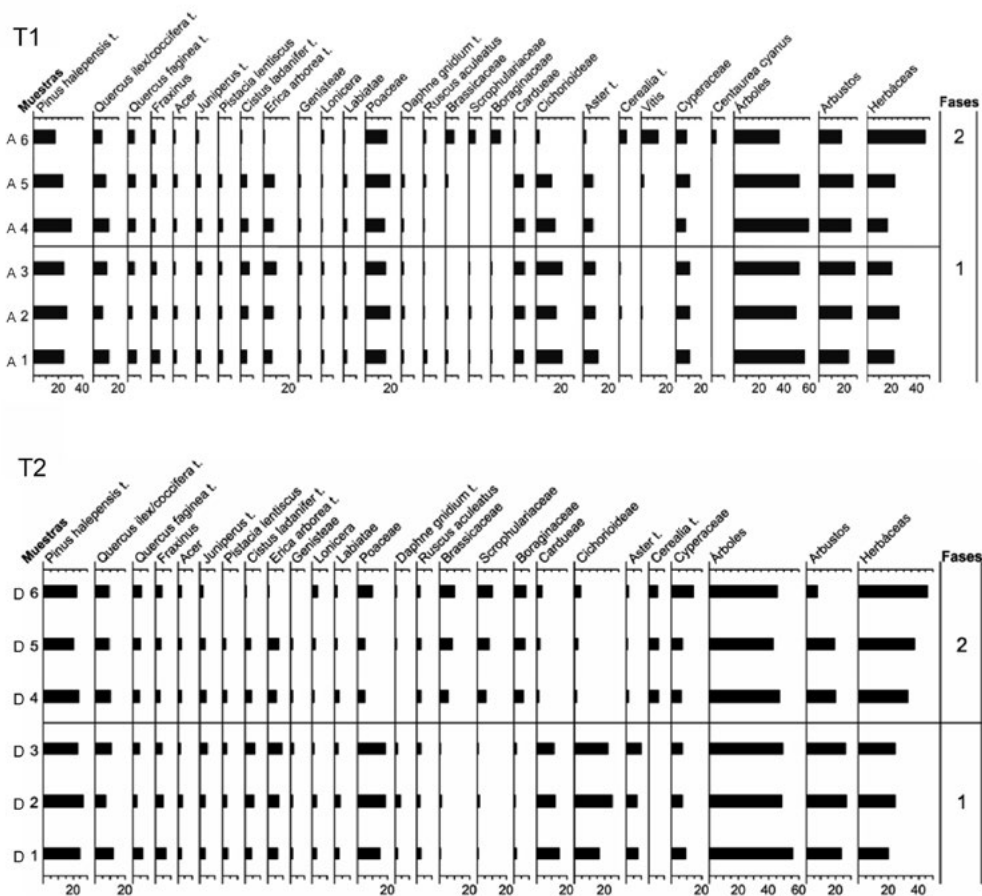 T1
Muestras
Pinus halepensis t.
Quercus ilex/coccifera t.
Quercus faginea t.
Fraxinus
Acer
Juniperus t.
Pistacia lentiscus
Cistus ladanifer t.
Erica arborea t.
Genisteae
Lonicera
Labiatae
Poaceae
Daphne gnidium t.
Ruscus aculeatus
Brassicaceae
Scrophulariaceae
Boraginaceae
Cardueae
Cichorioideae
Aster t.
Cerealia t.
Vitis
Cyperaceae
Centaurea cyanus
Árboles
Arbustos
Herbáceas
Fases
A 6
2
A 5
A 4
A 3
1
A 2
A 1
20 40 20 20 20 20 20 20 40 60 20 20 40
T2
Muestras
Pinus halepensis t.
Quercus ilex/coccifera t.
Quercus faginea t.
Fraxinus
Acer
Juniperus t.
Pistacia lentiscus
Cistus ladanifer t.
Erica arborea t.
Genisteae
Lonicera
Labiatae
Poaceae
Daphne gnidium t.
Ruscus aculeatus
Brassicaceae
Scrophulariaceae
Boraginaceae
Cardueae
Cichorioideae
Aster t.
Cerealia t.
Cyperaceae
Árboles
Arbustos
Herbáceas
Fases
D 6
D 5
2
D 4
D 3
D 2
1
D 1
20 20 20 20 20 20 20 40 60 20 20 40